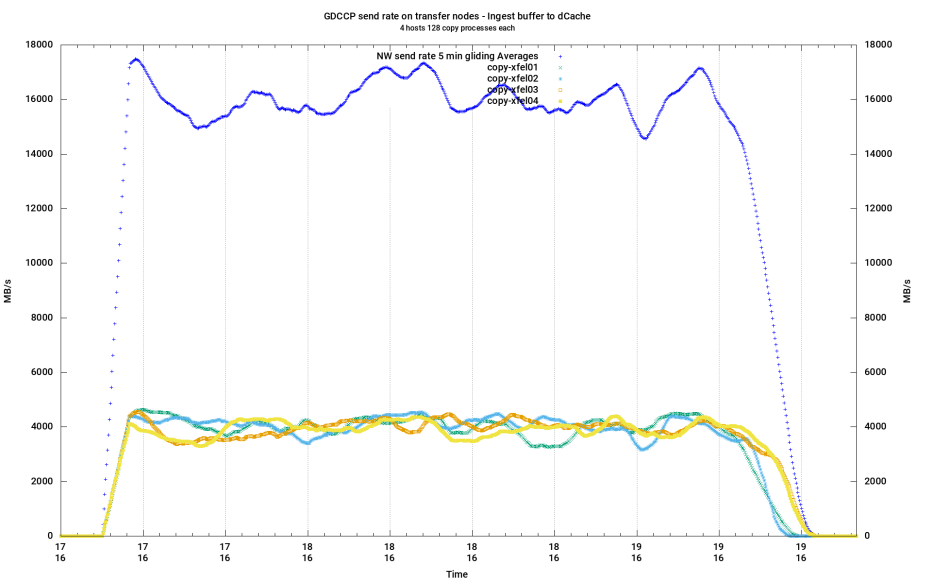 GDCCP send rate on transfer nodes - Ingest buffer to dCache
4 hosts 128 copy processes each
NW send rate 5 min gliding Averages
copy-xfel01
copy-xfel02
copy-xfel03
copy-xfel04
18000 18000
16000 16000
14000 14000
12000 12000
10000 10000
8000 8000
6000 6000
4000 4000
2000 2000
0 0
MB/s MB/s
17 17 17 18 18 18 18 19 19 19
16 16 16 16 16 16 16 16 16 16
Time